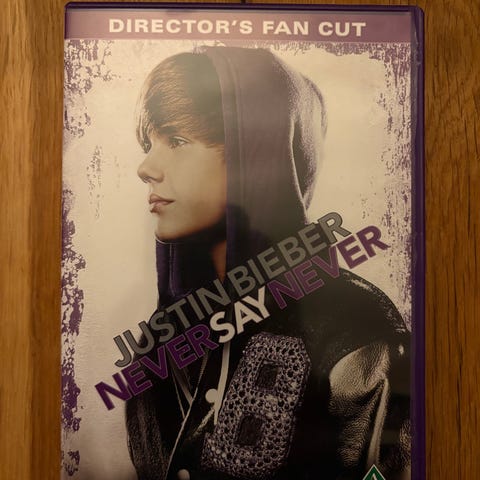 DIRECTOR'S FAN CUT
JUSTIN BIEBER
NEVER SAY NEVER
B